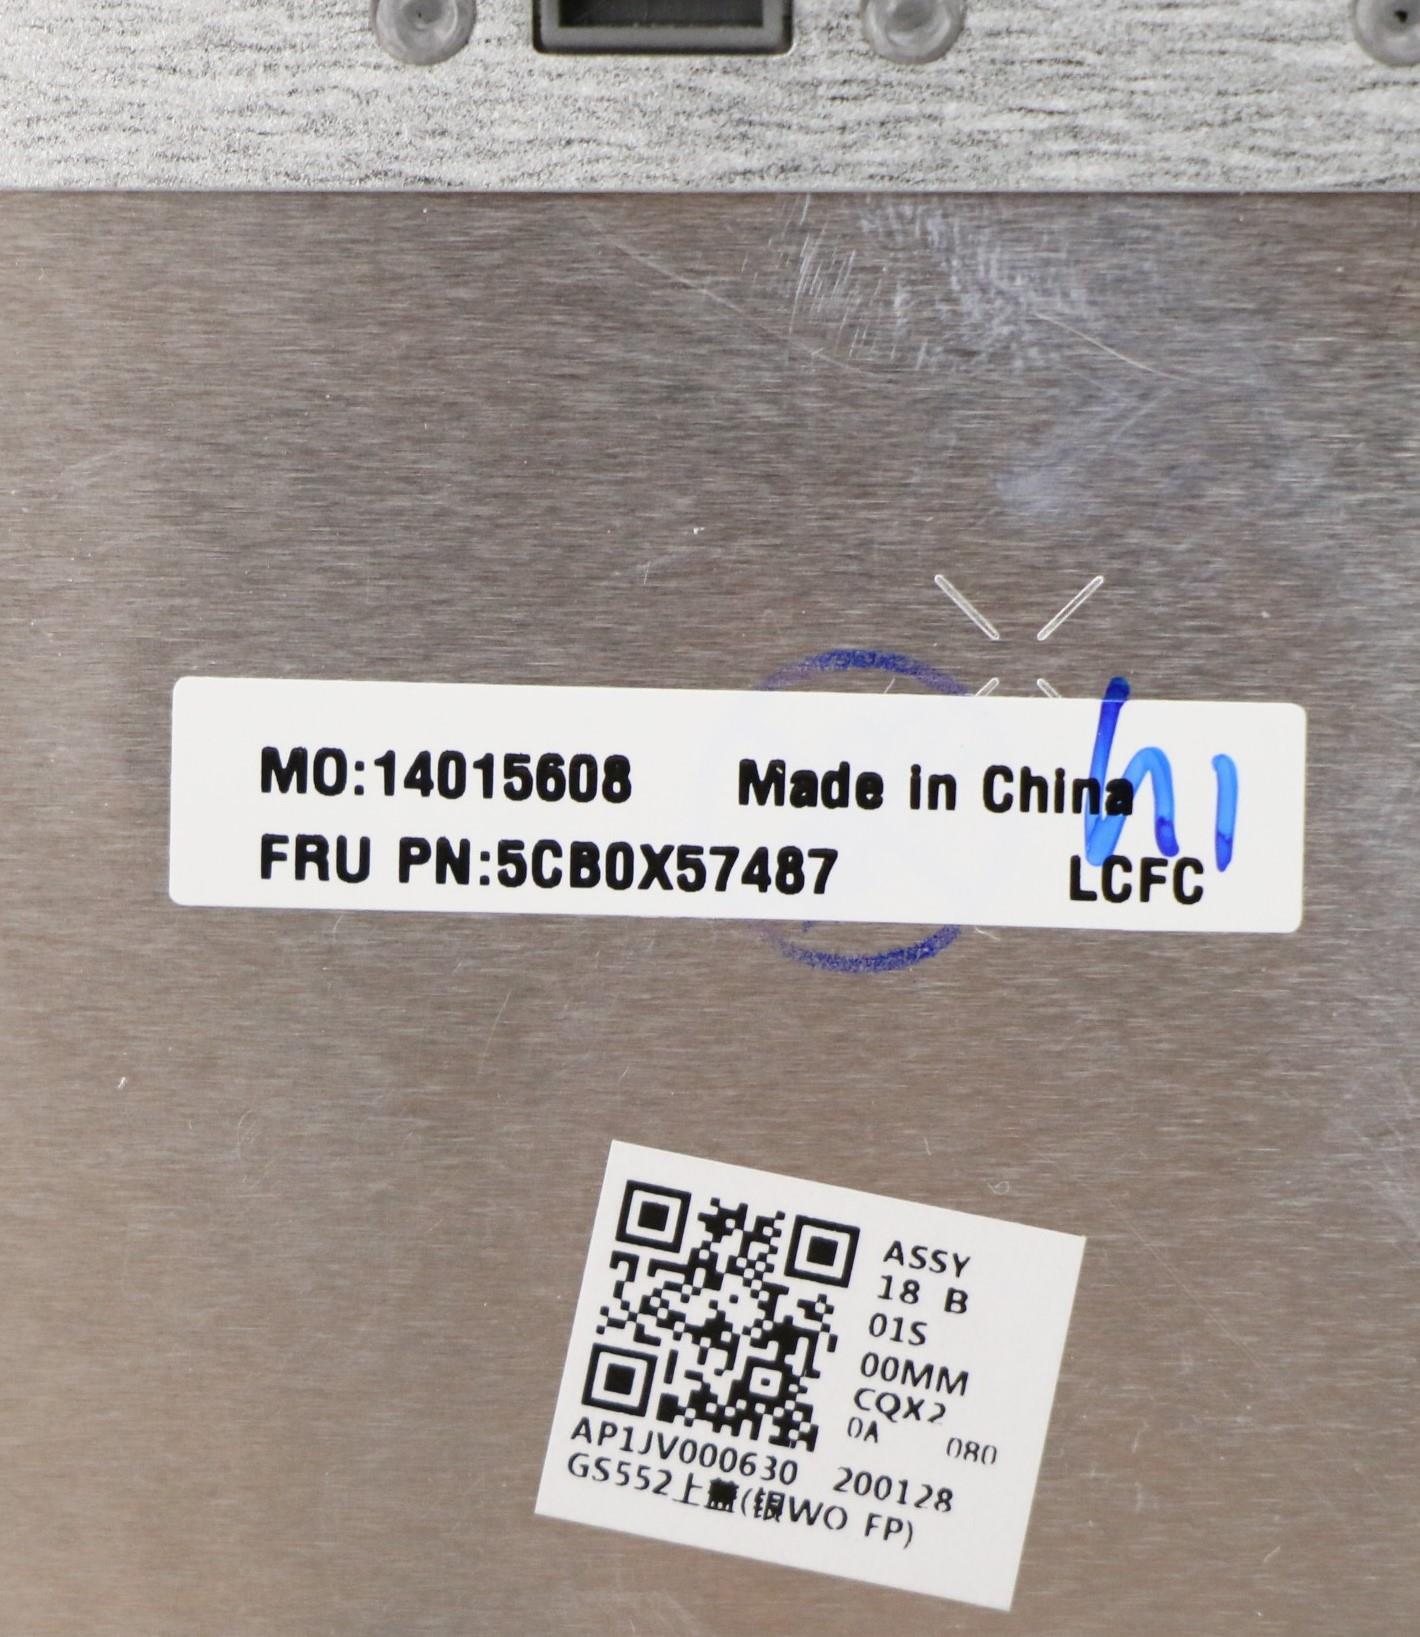 MO:14015608 Made in China
FRU PN:5CB0X57487 LCFC
h1
ASSY
18 B
01S
00MM
CQX2
0A 080
AP1JV000630 200128
GS552上盖(银WO FP)